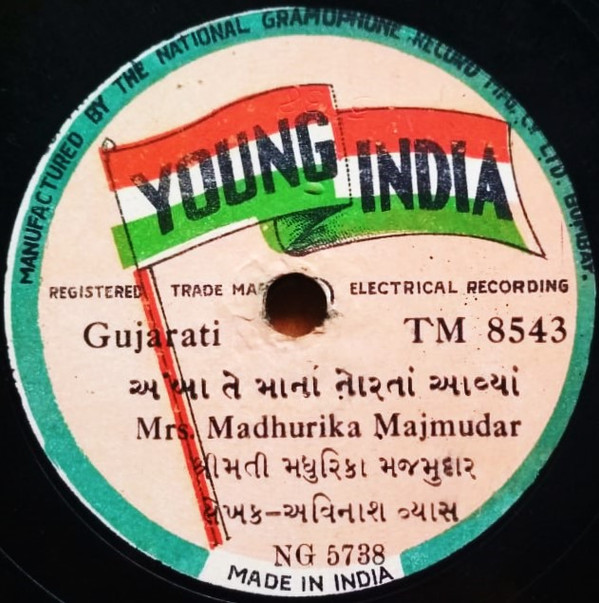 MANUFACTURED BY THE NATIONAL GRAMOPHONE RECORD MFG. Co LTD. BOMBAY.
YOUNG INDIA
REGISTERED TRADE ELECTRICAL RECORDING
Gujarati TM 8543
તે માનાં નોરતાં આવ્યાં
Mrs. Madhurika Majmudar
શ્રીમતી મધુરિકા મજમુદાર
લેખક-અવિનાશ વ્યાસ
NG 5738
MADE IN INDIA